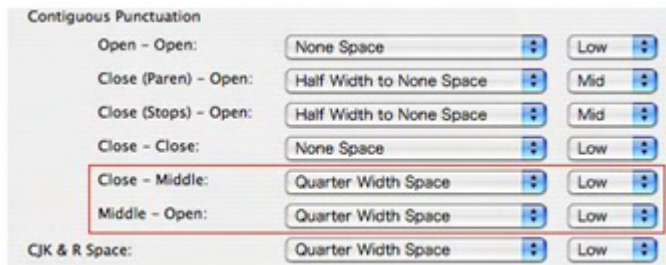 Contiguous Punctuation
Open - Open: None Space Low
Close (Paren) - Open: Half Width to None Space Mid
Close (Stops) - Open: Half Width to None Space Mid
Close - Close: None Space Low
Close - Middle: Quarter Width Space Low
Middle - Open: Quarter Width Space Low
CJK & R Space: Quarter Width Space Low